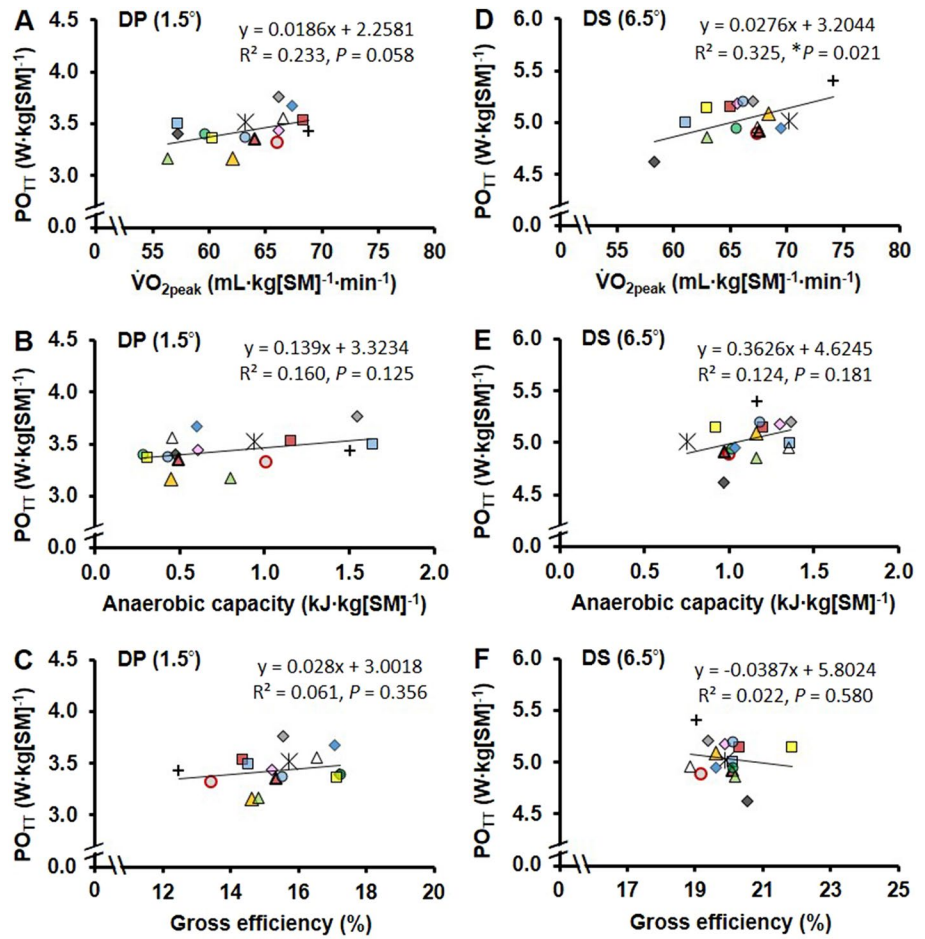 A DP (1.5°)
y = 0.0186x + 2.2581
R² = 0.233, P = 0.058
PO_TT (W·kg[SM]⁻¹)
4.5
4.0
3.5
3.0
0.0
0 55 60 65 70 75 80
V̇O₂peak (mL·kg[SM]⁻¹·min⁻¹)
D DS (6.5°)
y = 0.0276x + 3.2044
R² = 0.325, *P = 0.021
PO_TT (W·kg[SM]⁻¹)
6.0
5.5
5.0
4.5
0.0
0 55 60 65 70 75 80
V̇O₂peak (mL·kg[SM]⁻¹·min⁻¹)
B DP (1.5°)
y = 0.139x + 3.3234
R² = 0.160, P = 0.125
PO_TT (W·kg[SM]⁻¹)
4.5
4.0
3.5
3.0
0.0
0.0 0.5 1.0 1.5 2.0
Anaerobic capacity (kJ·kg[SM]⁻¹)
E DS (6.5°)
y = 0.3626x + 4.6245
R² = 0.124, P = 0.181
PO_TT (W·kg[SM]⁻¹)
6.0
5.5
5.0
4.5
0.0
0.0 0.5 1.0 1.5 2.0
Anaerobic capacity (kJ·kg[SM]⁻¹)
C DP (1.5°)
y = 0.028x + 3.0018
R² = 0.061, P = 0.356
PO_TT (W·kg[SM]⁻¹)
4.5
4.0
3.5
3.0
0.0
0 12 14 16 18 20
Gross efficiency (%)
F DS (6.5°)
y = -0.0387x + 5.8024
R² = 0.022, P = 0.580
PO_TT (W·kg[SM]⁻¹)
6.0
5.5
5.0
4.5
0.0
0 17 19 21 23 25
Gross efficiency (%)